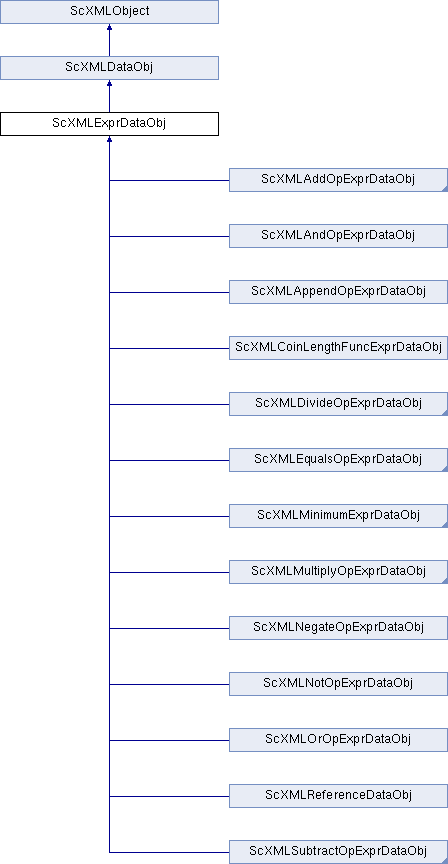 ScXMLObject
ScXMLDataObj
ScXMLExprDataObj
ScXMLAddOpExprDataObj
ScXMLAndOpExprDataObj
ScXMLAppendOpExprDataObj
ScXMLCoinLengthFuncExprDataObj
ScXMLDivideOpExprDataObj
ScXMLEqualsOpExprDataObj
ScXMLMinimumExprDataObj
ScXMLMultiplyOpExprDataObj
ScXMLNegateOpExprDataObj
ScXMLNotOpExprDataObj
ScXMLOrOpExprDataObj
ScXMLReferenceDataObj
ScXMLSubtractOpExprDataObj